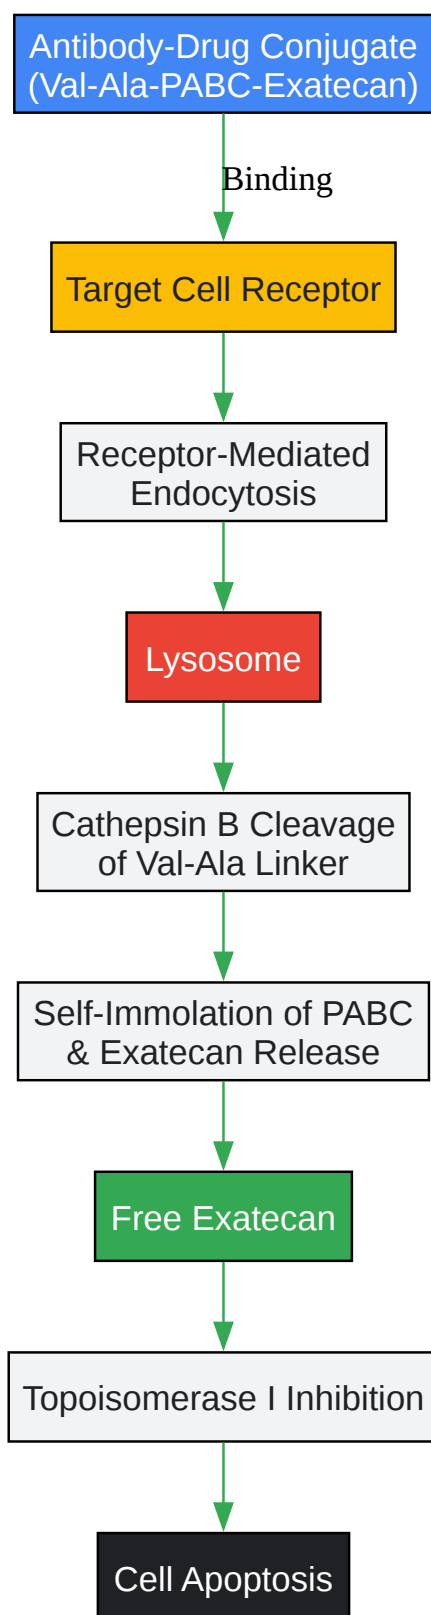 Antibody-Drug Conjugate
(Val-Ala-PABC-Exatecan)
Binding
Target Cell Receptor
Receptor-Mediated
Endocytosis
Lysosome
Cathepsin B Cleavage
of Val-Ala Linker
Self-Immolation of PABC
& Exatecan Release
Free Exatecan
Topoisomerase I Inhibition
Cell Apoptosis